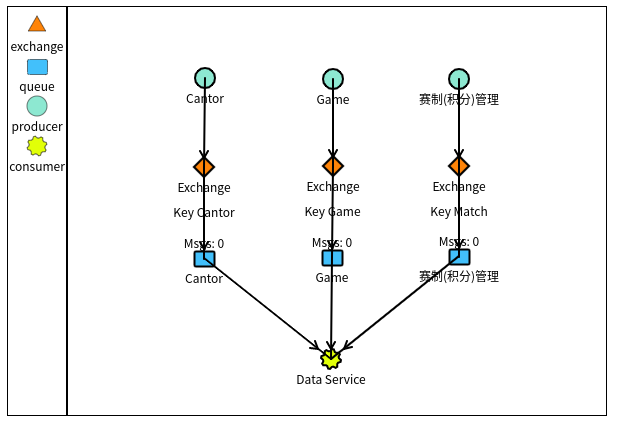 exchange
queue
producer
consumer
Cantor
Game
赛制(积分)管理
Exchange
Exchange
Exchange
Key Cantor
Key Game
Key Match
Msgs: 0
Msgs: 0
Msgs: 0
Cantor
Game
赛制(积分)管理
Data Service